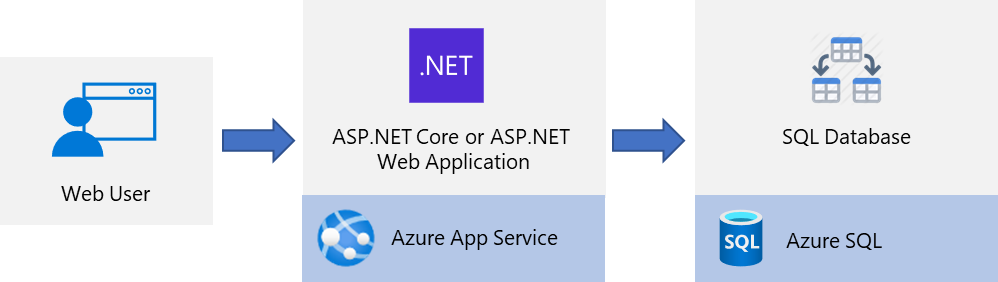 Web User
.NET
ASP.NET Core or ASP.NET
Web Application
Azure App Service
SQL Database
SQL
Azure SQL